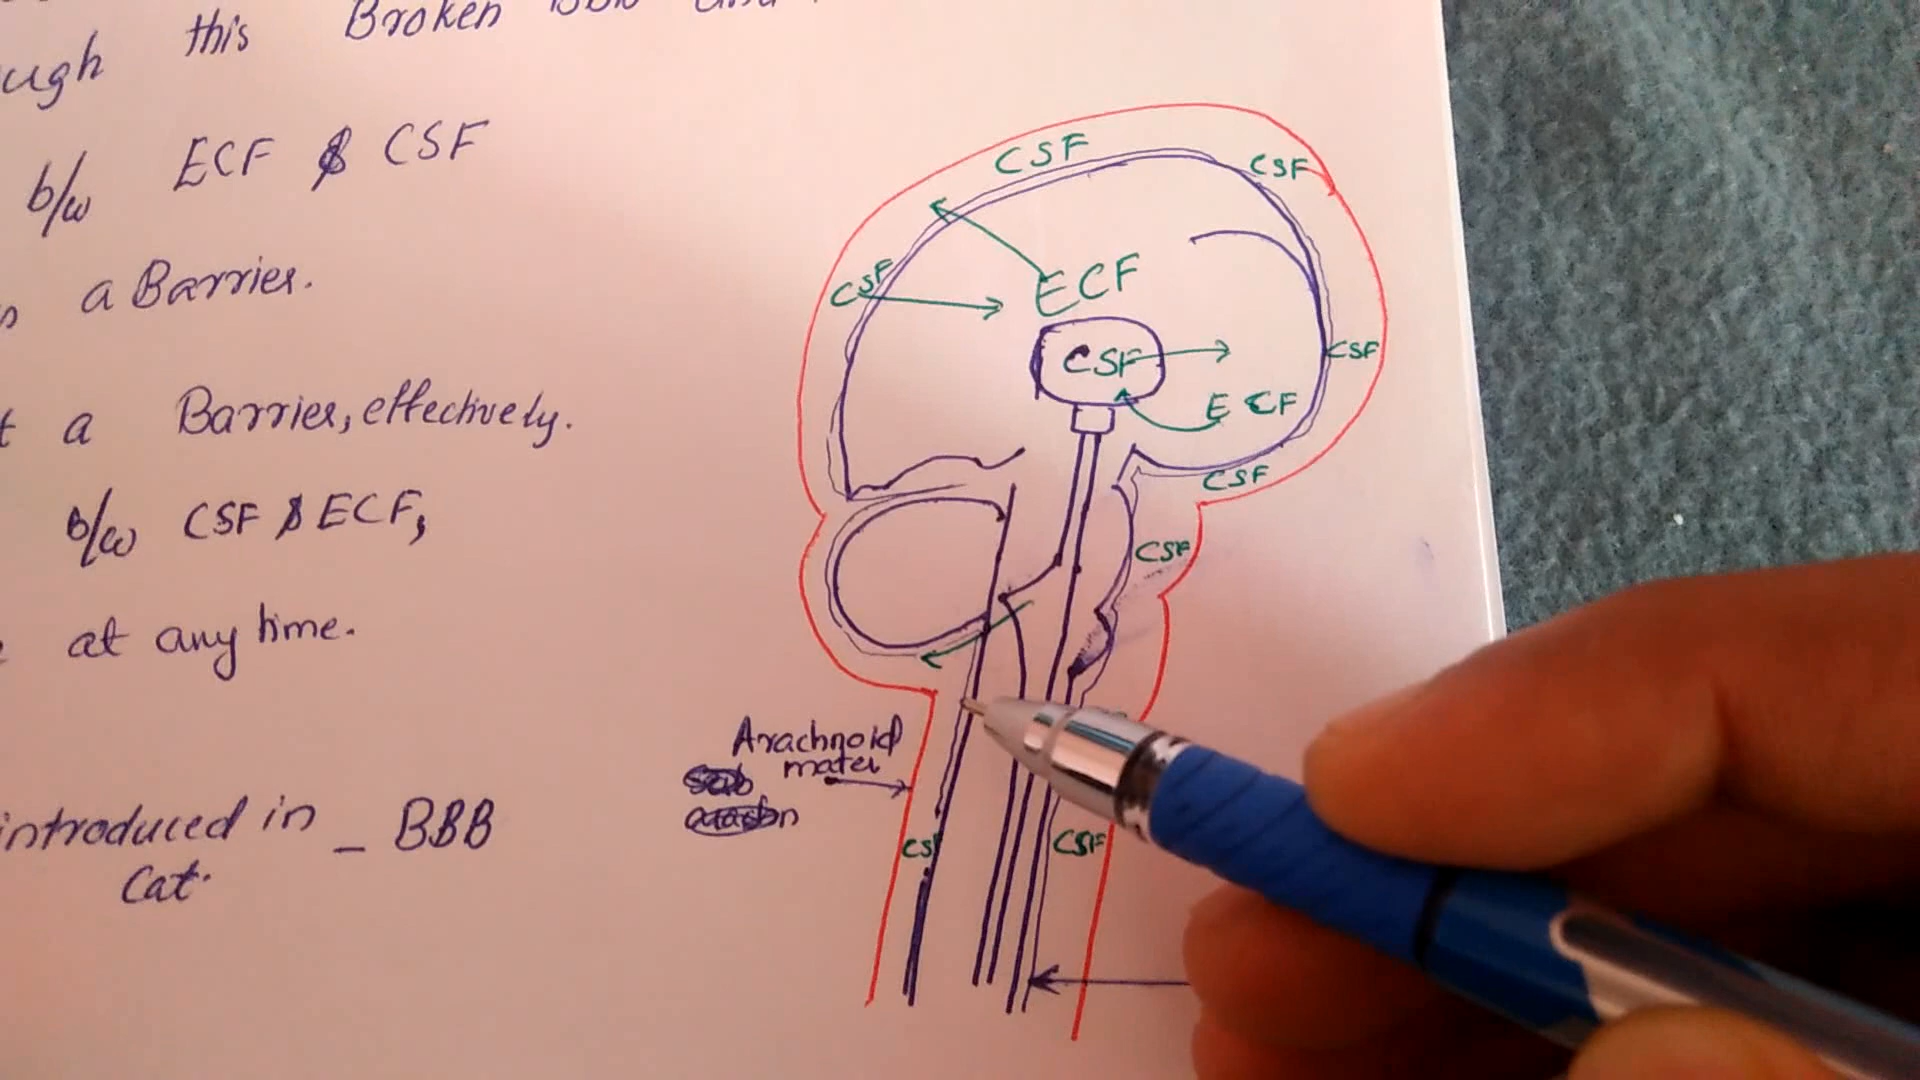 this Broken
ugh
b/w ECF & CSF
a Barrier.
a Barrier, effectively.
b/w CSF & ECF,
at any time.
introduced in _ BBB
Cat.
CSF
CSF
CSF
ECF
CSF
CSF
ECF
CSF
CSF
Arachnoid
mater
CSF
CSF